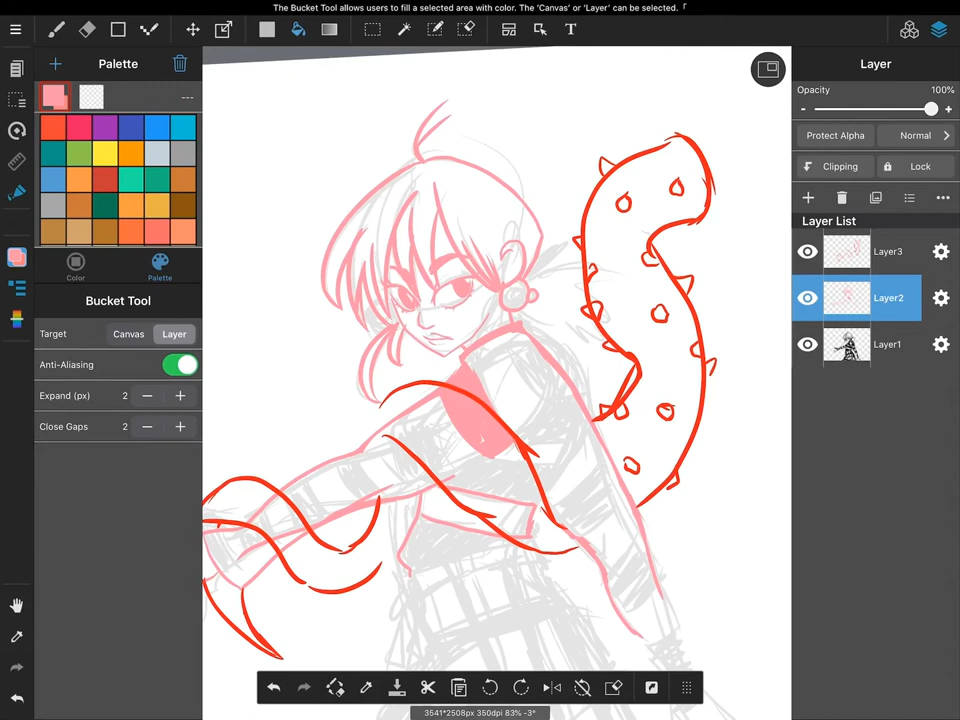 The Bucket Tool allows users to fill a selected area with color. The 'Canvas' or 'Layer' can be selected. 「
T
Palette
---
Color
Palette
Bucket Tool
Target
Canvas
Layer
Anti-Aliasing
Expand (px)
2
Close Gaps
2
Layer
Opacity
100%
Protect Alpha
Normal
Clipping
Lock
Layer List
Layer3
Layer2
Layer1
3541*2508px 350dpi 83% -3°